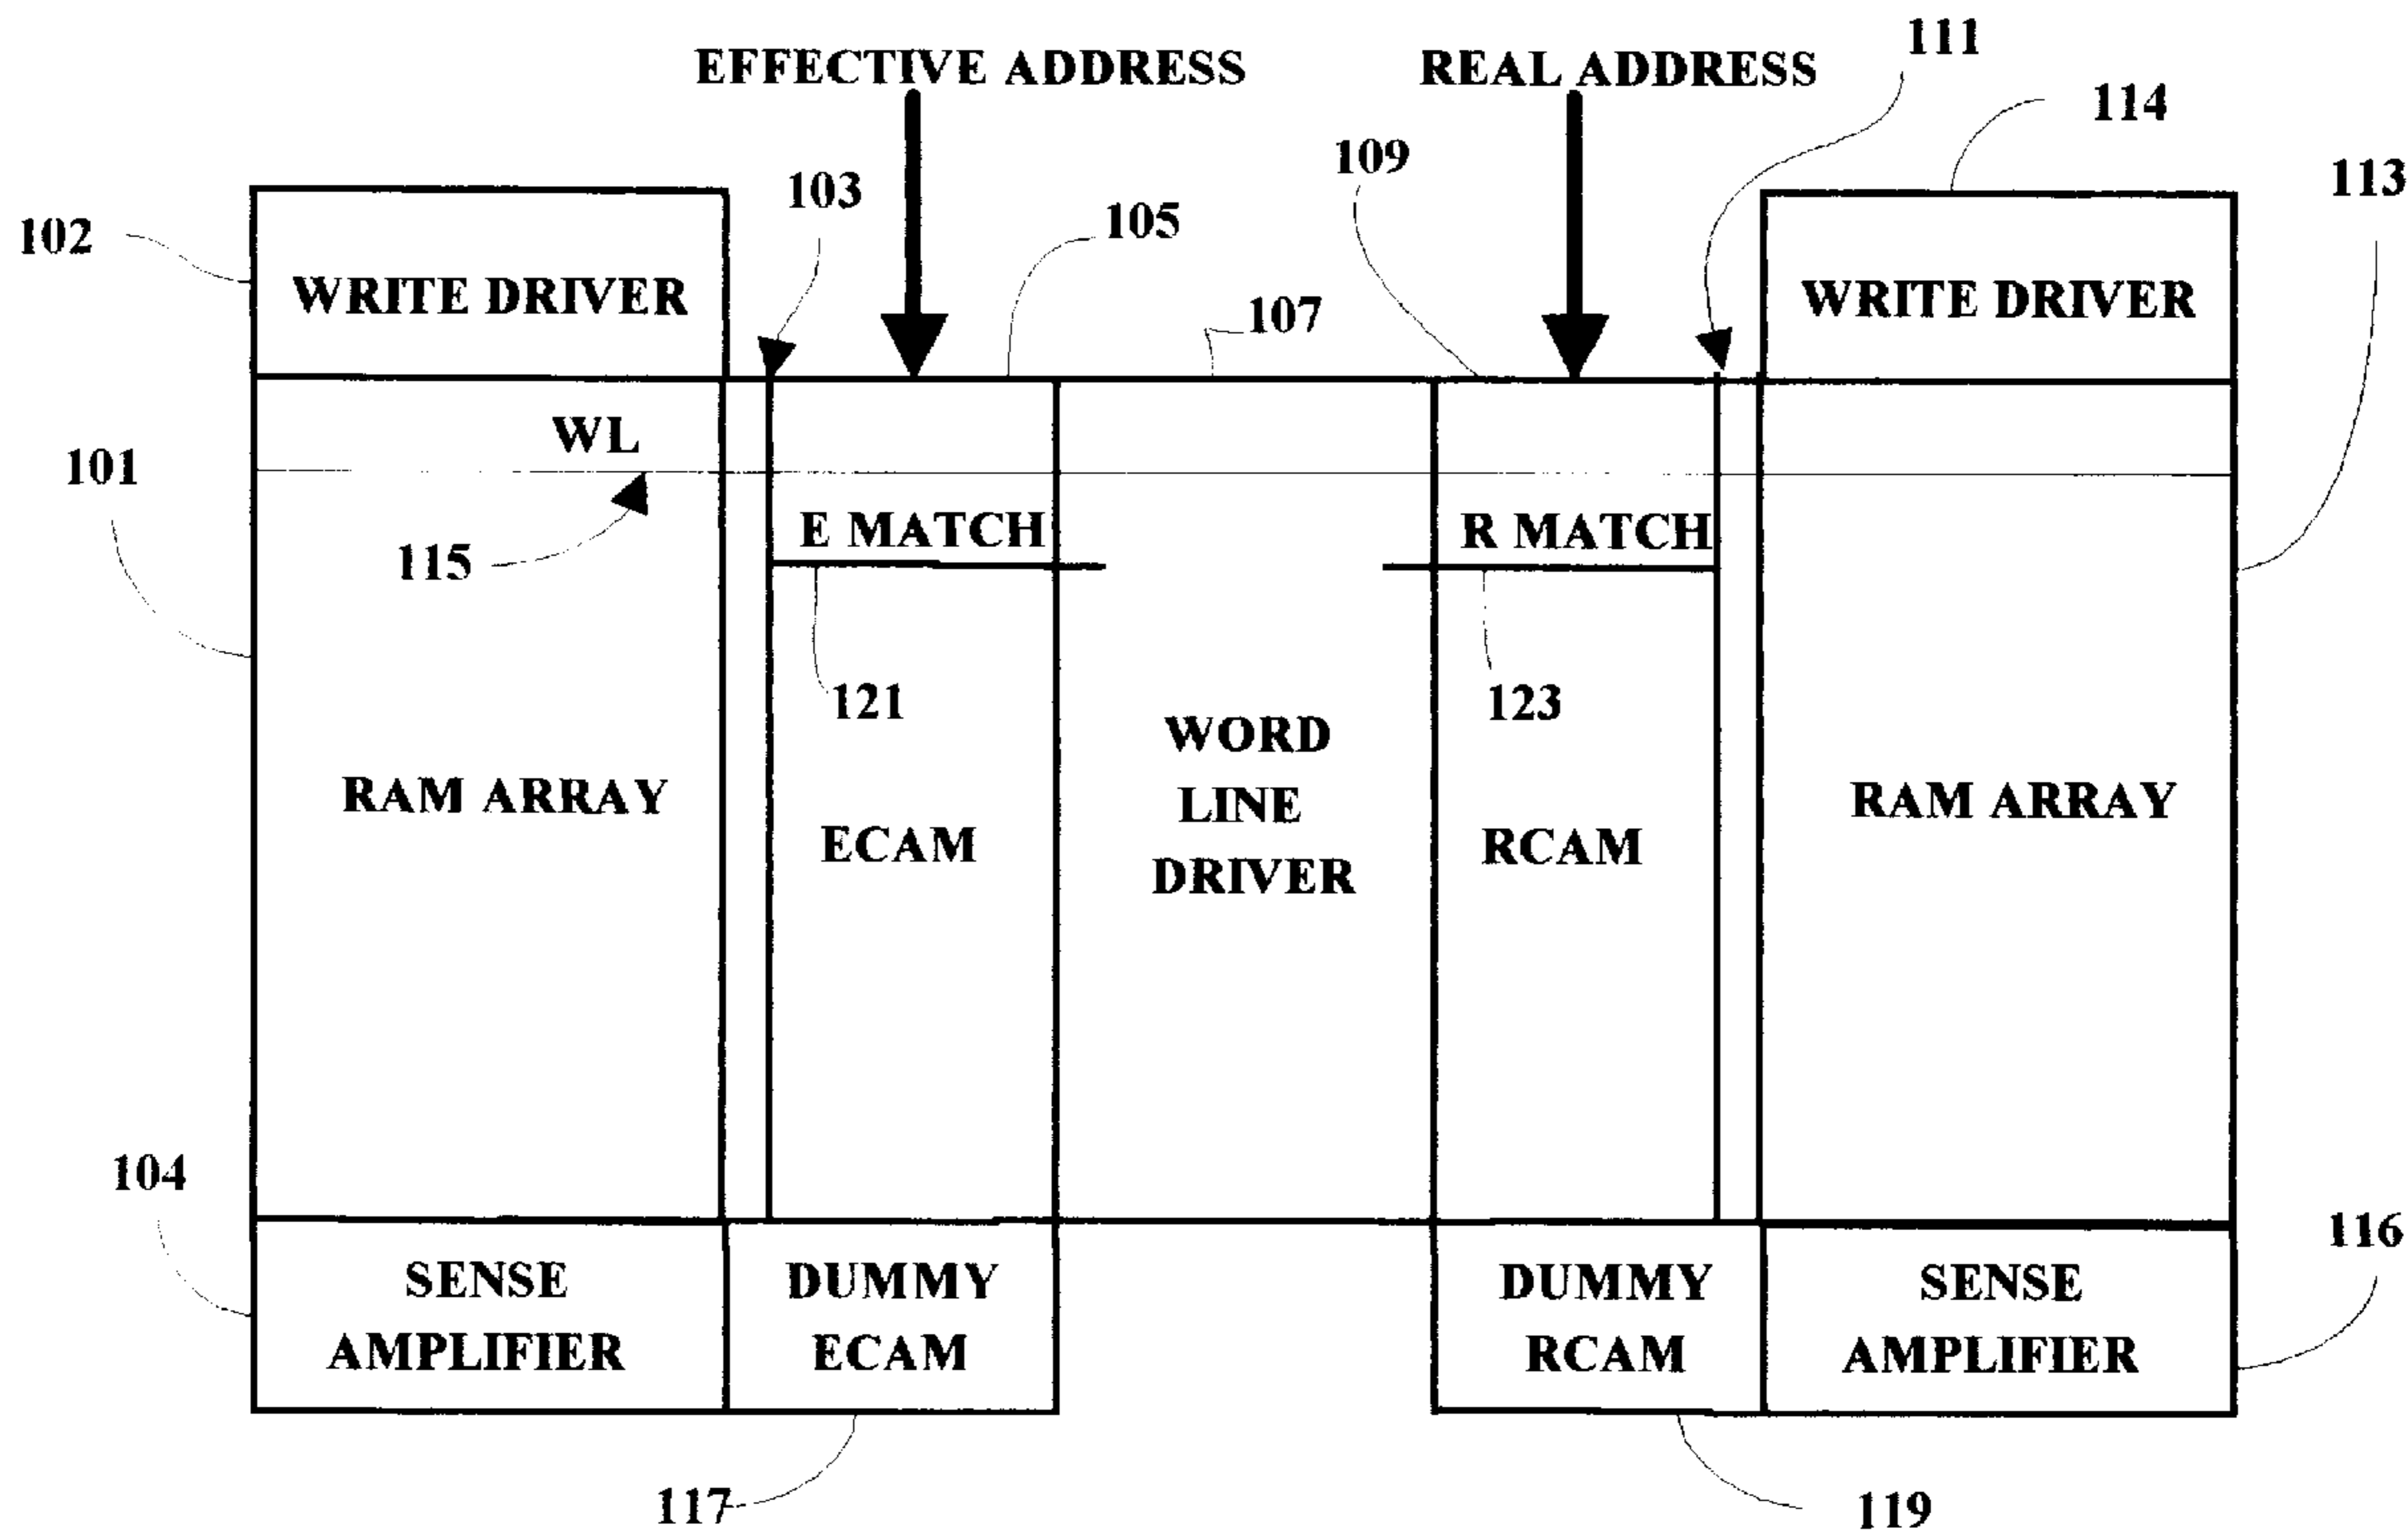 111
EFFECTIVE ADDRESS
REAL ADDRESS
114
109
113
103
105
102
107
WRITE DRIVER
WRITE DRIVER
WL
101
E MATCH
R MATCH
115
121
123
WORD
LINE
DRIVER
RAM ARRAY
RAM ARRAY
ECAM
RCAM
104
116
SENSE
AMPLIFIER
DUMMY
ECAM
DUMMY
RCAM
SENSE
AMPLIFIER
117
119